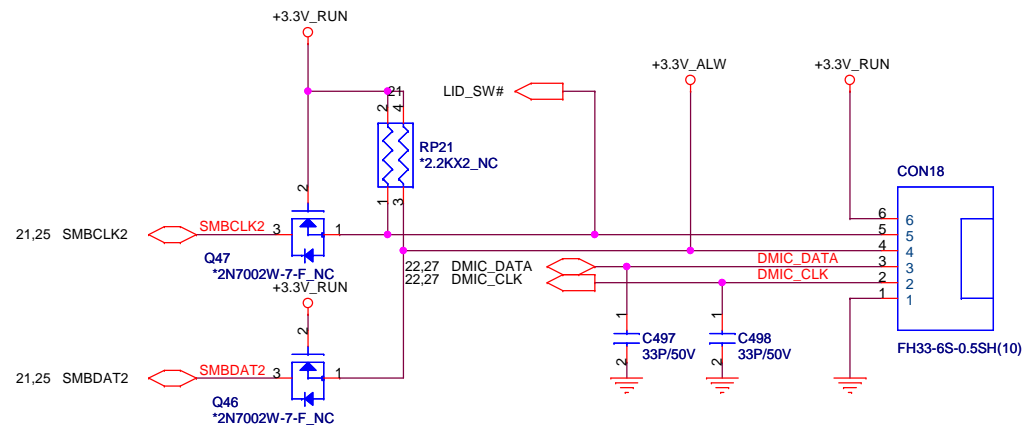 +3.3V_RUN
+3.3V_ALW
+3.3V_RUN
LID_SW#
21
2 4
RP21
*2.2KX2_NC
1 3
CON18
2
21,25 SMBCLK2
SMBCLK2 3
1
Q47
*2N7002W-7-F_NC
6 6
5 5
4 4
3 3
2 2
1 1
22,27 DMIC_DATA
DMIC_DATA
22,27 DMIC_CLK
DMIC_CLK
+3.3V_RUN
2
1
C497
33P/50V
2
1
C498
33P/50V
2
FH33-6S-0.5SH(10)
21,25 SMBDAT2
SMBDAT2 3
1
Q46
*2N7002W-7-F_NC